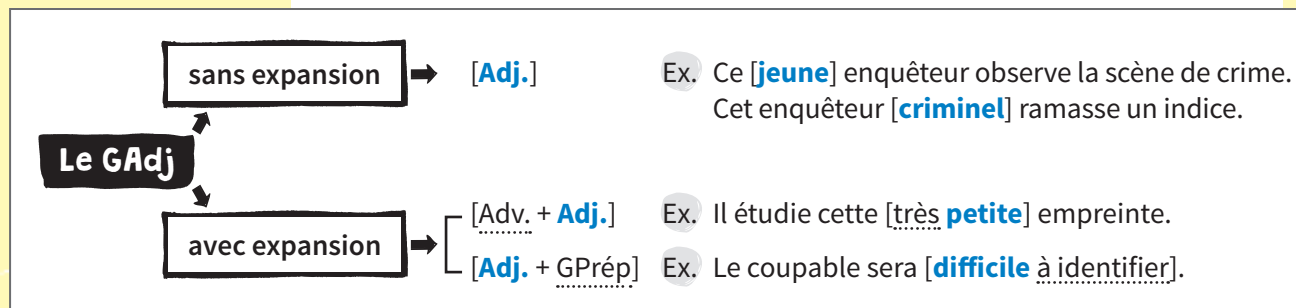 sans expansion [Adj.] Ex. Ce [jeune] enquêteur observe la scène de crime.
Cet enquêteur [criminel] ramasse un indice.
Le GAdj
[Adv. + Adj.] Ex. Il étudie cette [très petite] empreinte.
avec expansion
[Adj. + GPrép] Ex. Le coupable sera [difficile à identifier].